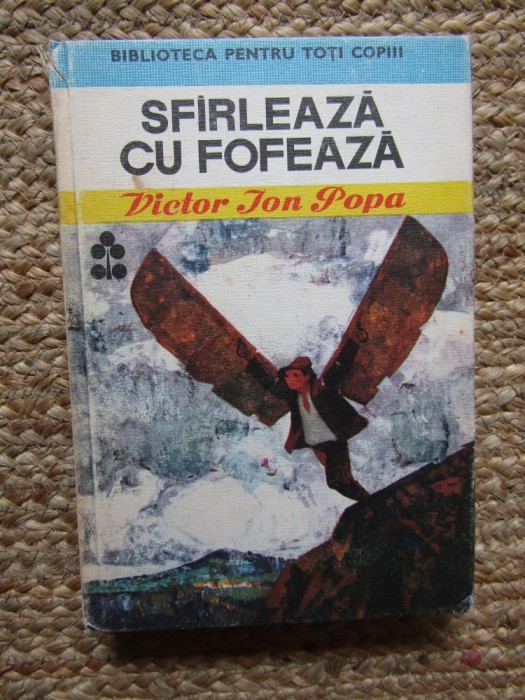 BIBLIOTECA PENTRU TOȚI COPIII
SFÎRLEAZĂ
CU FOFEAZĂ
Victor Ion Popa